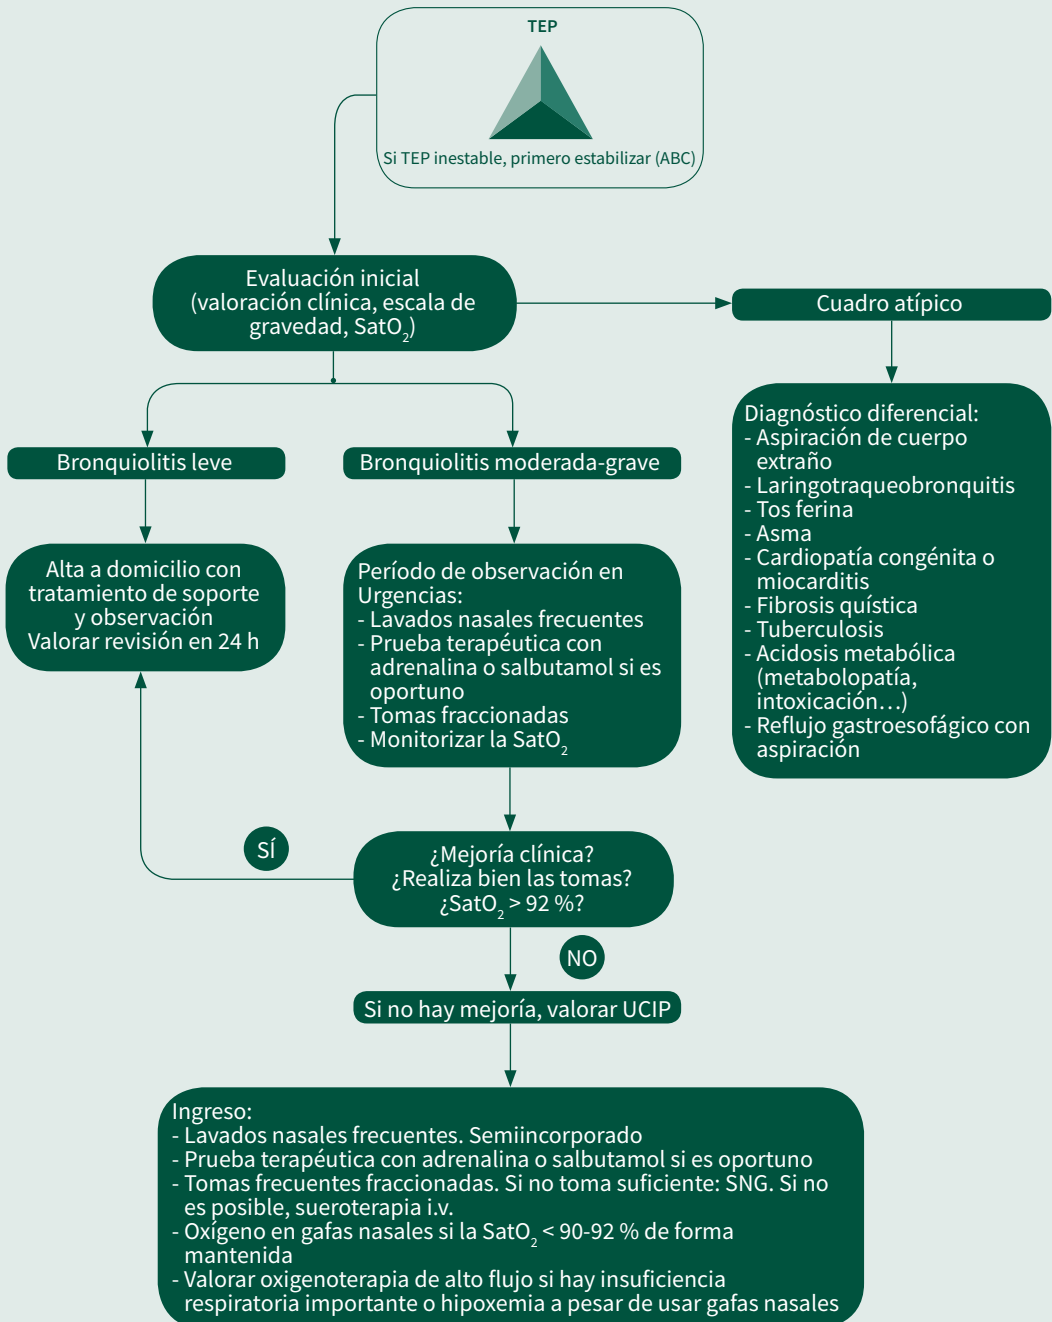 TEP
Si TEP inestable, primero estabilizar (ABC)
Evaluación inicial
(valoración clínica, escala de
gravedad, SatO₂)
Cuadro atípico
Diagnóstico diferencial:
- Aspiración de cuerpo
extraño
- Laringotraqueobronquitis
- Tos ferina
- Asma
- Cardiopatía congénita o
miocarditis
- Fibrosis quística
- Tuberculosis
- Acidosis metabólica
(metabolopatía,
intoxicación…)
- Reflujo gastroesofágico con
aspiración
Bronquiolitis leve
Alta a domicilio con
tratamiento de soporte
y observación
Valorar revisión en 24 h
Bronquiolitis moderada-grave
Período de observación en
Urgencias:
- Lavados nasales frecuentes
- Prueba terapéutica con
adrenalina o salbutamol si es
oportuno
- Tomas fraccionadas
- Monitorizar la SatO₂
¿Mejoría clínica?
¿Realiza bien las tomas?
¿SatO₂ > 92 %?
SÍ
NO
Si no hay mejoría, valorar UCIP
Ingreso:
- Lavados nasales frecuentes. Semiincorporado
- Prueba terapéutica con adrenalina o salbutamol si es oportuno
- Tomas frecuentes fraccionadas. Si no toma suficiente: SNG. Si no
es posible, sueroterapia i.v.
- Oxígeno en gafas nasales si la SatO₂ < 90-92 % de forma
mantenida
- Valorar oxigenoterapia de alto flujo si hay insuficiencia
respiratoria importante o hipoxemia a pesar de usar gafas nasales